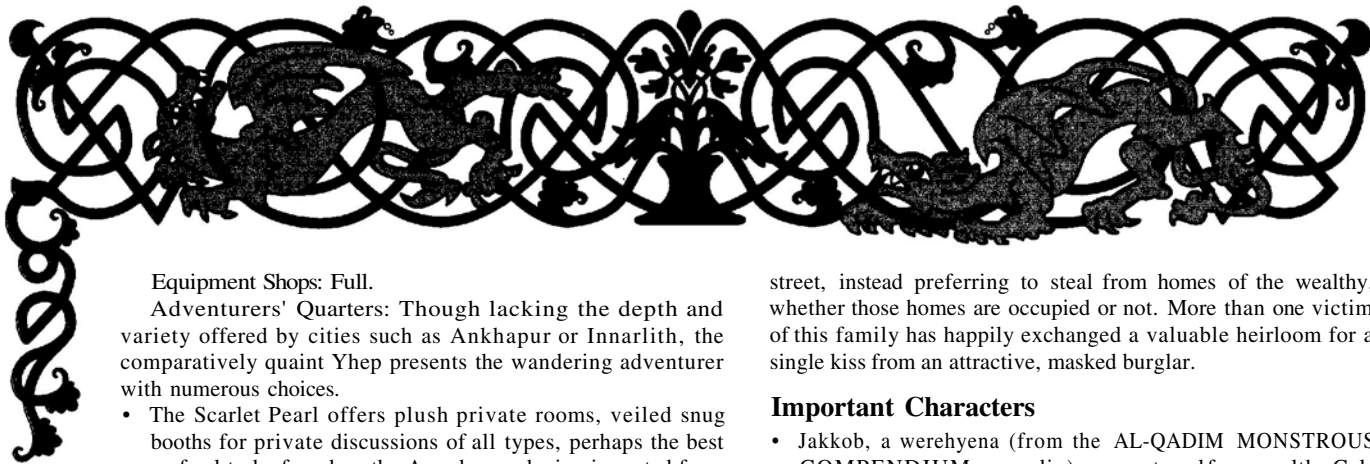 Equipment Shops: Full.
Adventurers' Quarters: Though lacking the depth and
variety offered by cities such as Ankhapur or Innarlith, the
comparatively quaint Yhep presents the wandering adventurer
with numerous choices.
• The Scarlet Pearl offers plush private rooms, veiled snug
booths for private discussions of all types, perhaps the best
street, instead preferring to steal from homes of the wealthy,
whether those homes are occupied or not. More than one victim
of this family has happily exchanged a valuable heirloom for a
single kiss from an attractive, masked burglar.
Important Characters
• Jakkob, a werehyena (from the AL-QADIM MONSTROUS